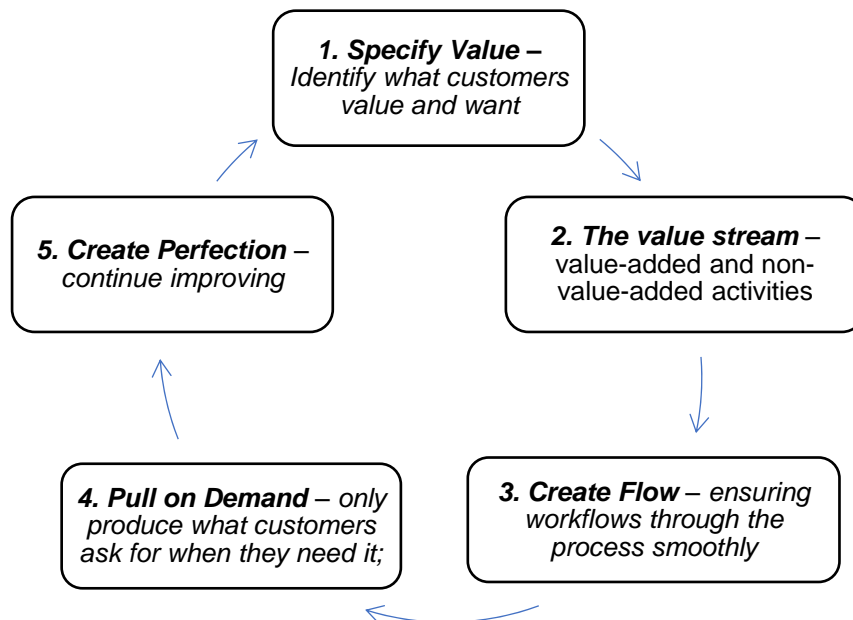 1. Specify Value –
Identify what customers
value and want
2. The value stream –
value-added and non-
value-added activities
3. Create Flow – ensuring
workflows through the
process smoothly
4. Pull on Demand – only
produce what customers
ask for when they need it;
5. Create Perfection –
continue improving